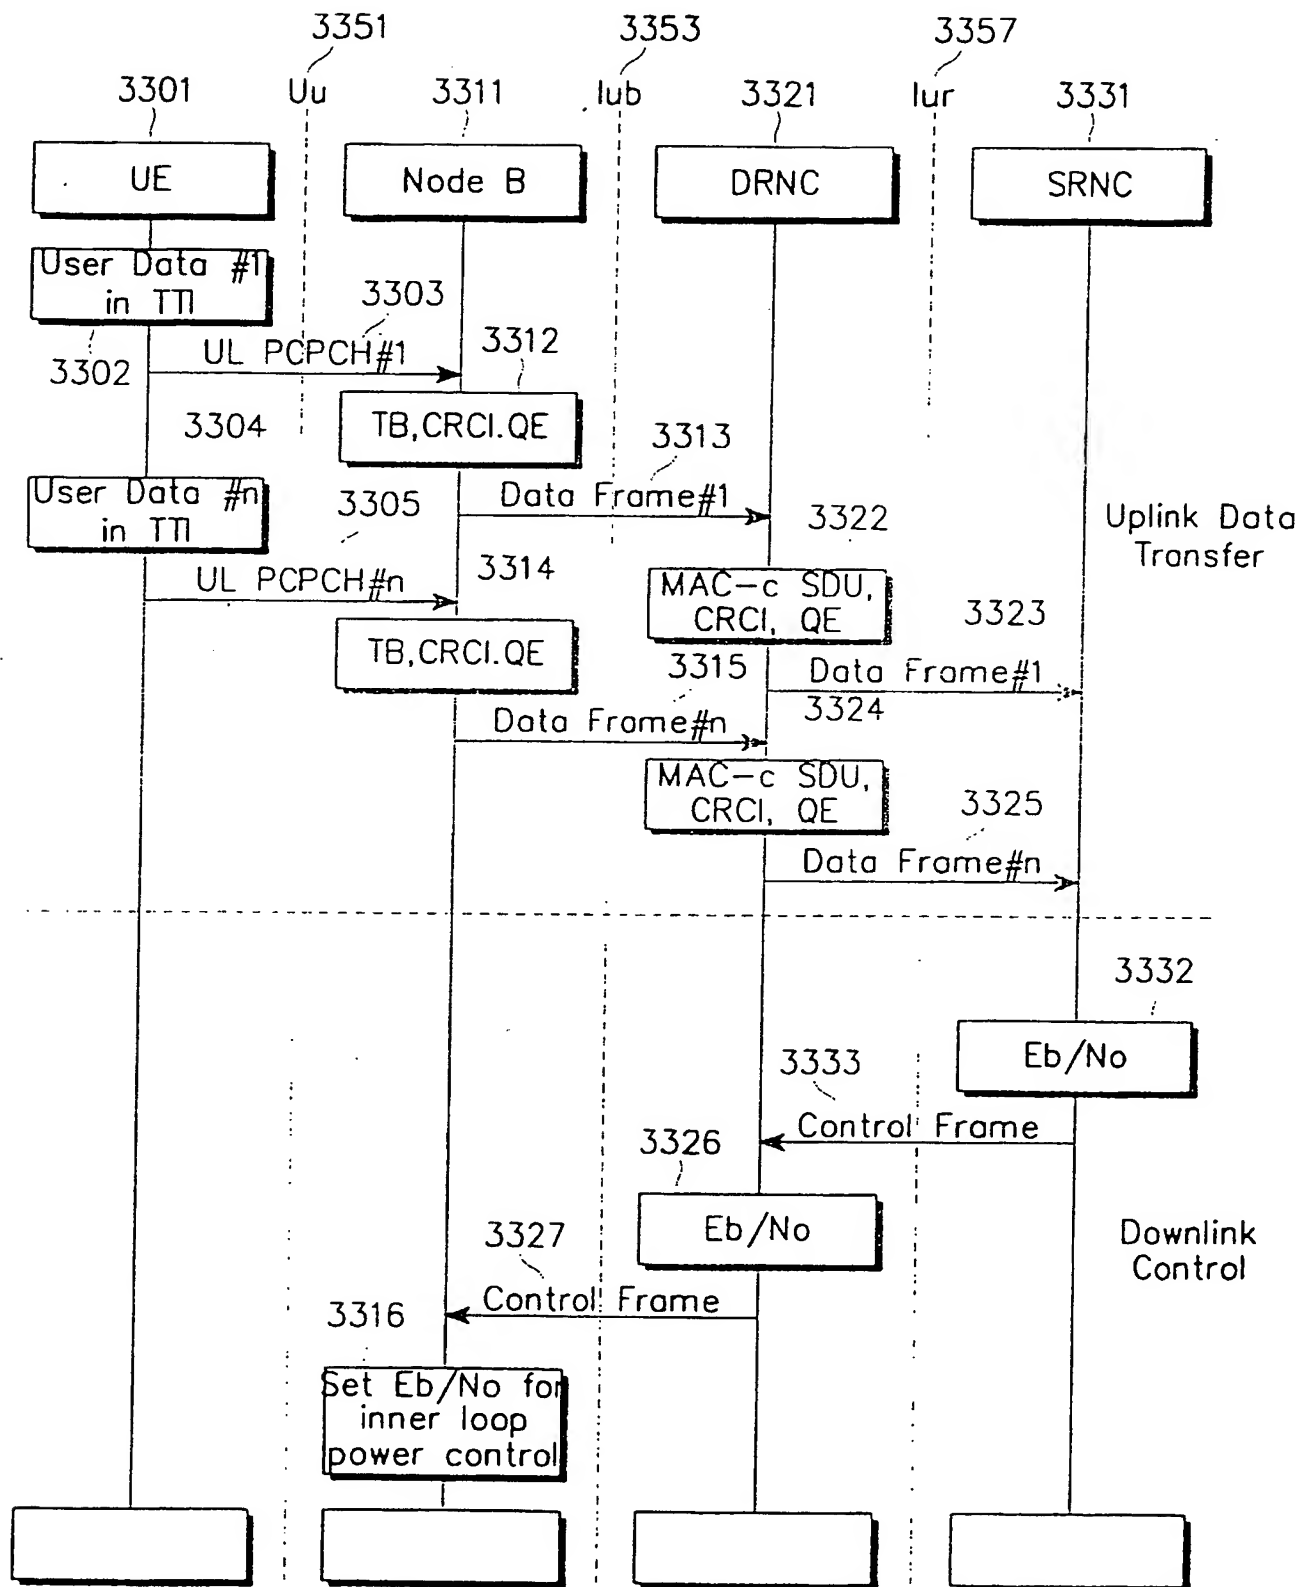 3351
3353
3357
3301
Uu
3311
Iub
3321
Iur
3331
UE
Node B
DRNC
SRNC
User Data #1
in TTI
3303
3302
UL PCPCH#1
3312
TB,CRCI.QE
3304
3313
User Data #n
in TTI
3305
Data Frame#1
3322
Uplink Data
Transfer
UL PCPCH#n
3314
MAC-c SDU,
CRCI, QE
3323
TB,CRCI.QE
3315
Data Frame#1
Data Frame#n
3324
MAC-c SDU,
CRCI, QE
3325
Data Frame#n
3332
Eb/No
3333
Control Frame
3326
Eb/No
Downlink
Control
3327
Control Frame
3316
Set Eb/No for
inner loop
power control